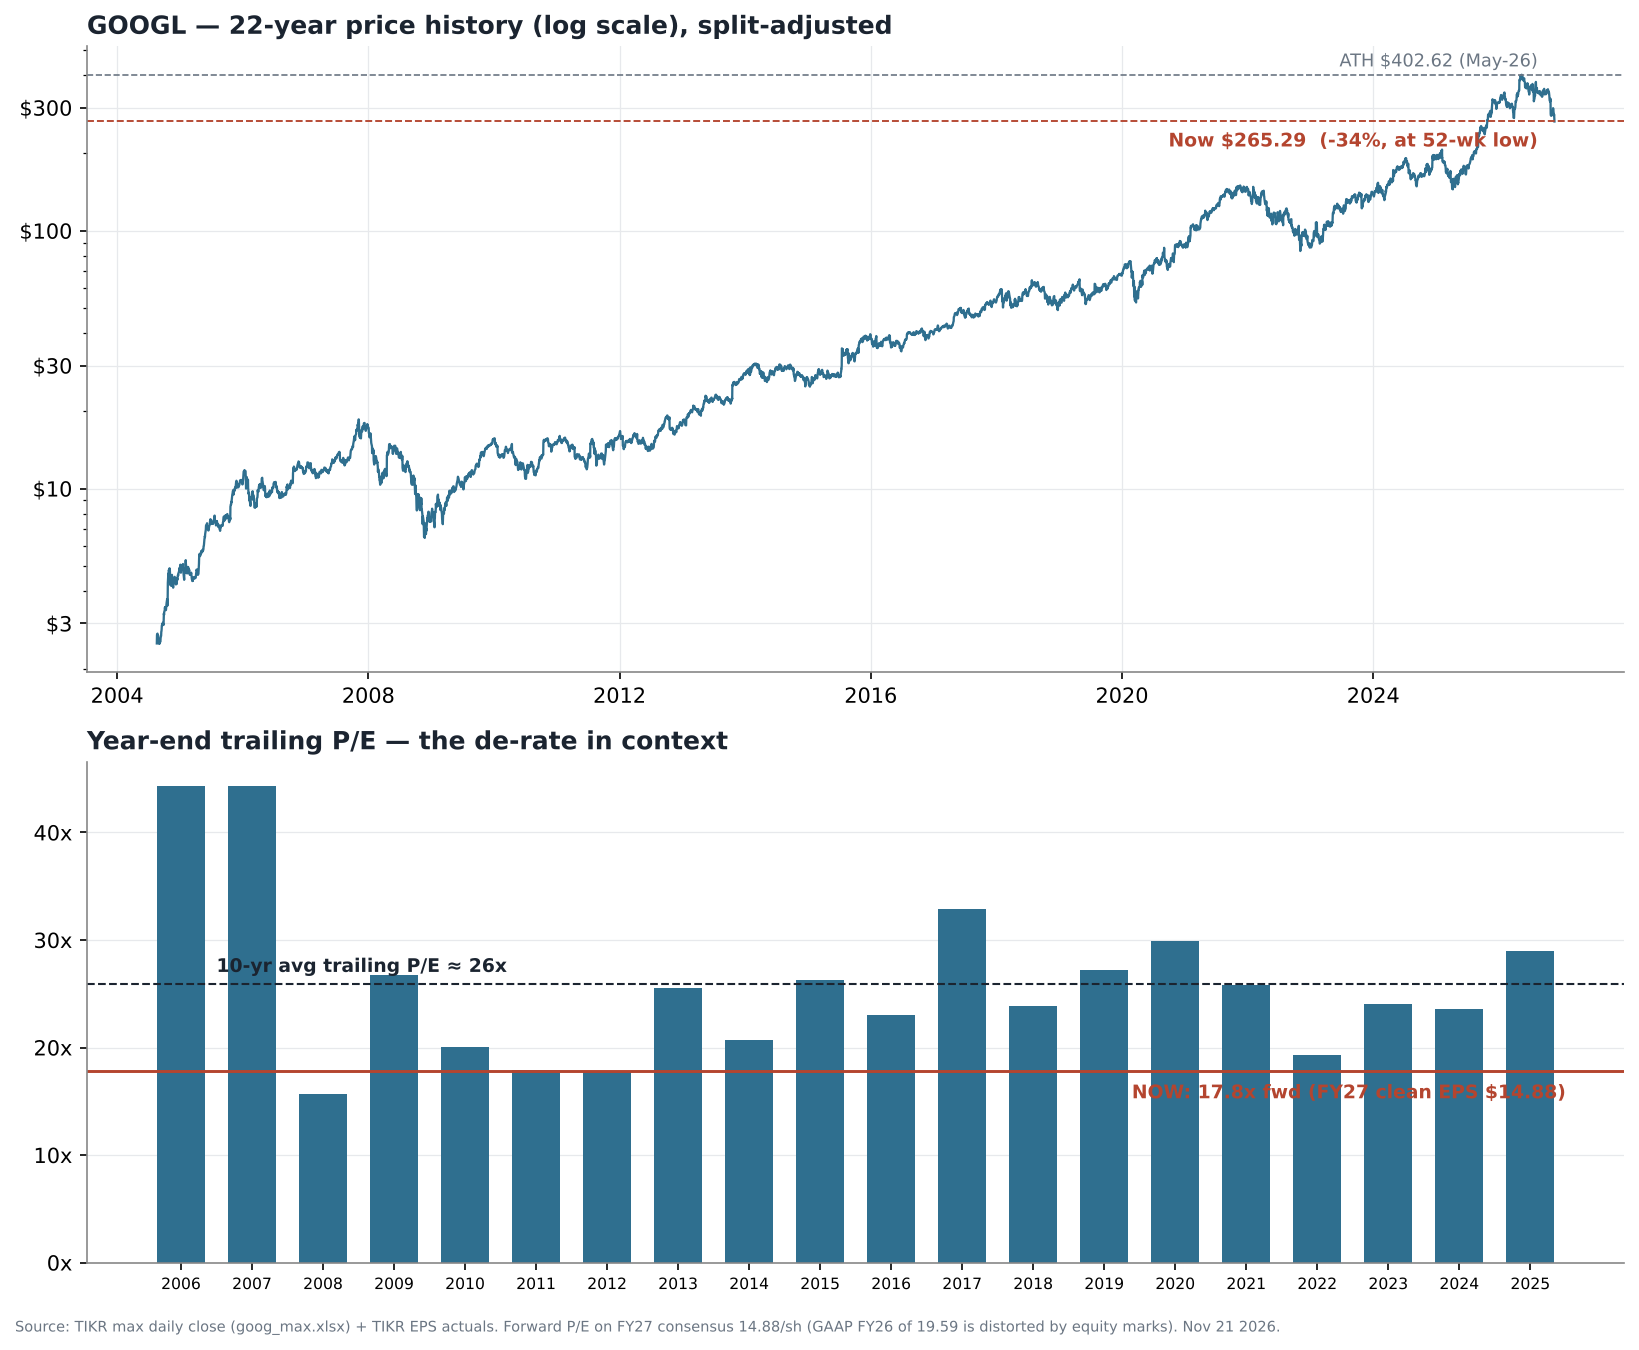 GOOGL — 22-year price history (log scale), split-adjusted
ATH $402.62 (May-26)
$300
Now $265.29 (-34%, at 52-wk low)
$100
$30
$10
$3
2004 2008 2012 2016 2020 2024
Year-end trailing P/E — the de-rate in context
40x
30x
10-yr avg trailing P/E ≈ 26x
20x
NOW: 17.8x fwd (FY27 clean EPS $14.88)
10x
0x
2006 2007 2008 2009 2010 2011 2012 2013 2014 2015 2016 2017 2018 2019 2020 2021 2022 2023 2024 2025
Source: TIKR max daily close (goog_max.xlsx) + TIKR EPS actuals. Forward P/E on FY27 consensus 14.88/sh (GAAP FY26 of 19.59 is distorted by equity marks). Nov 21 2026.